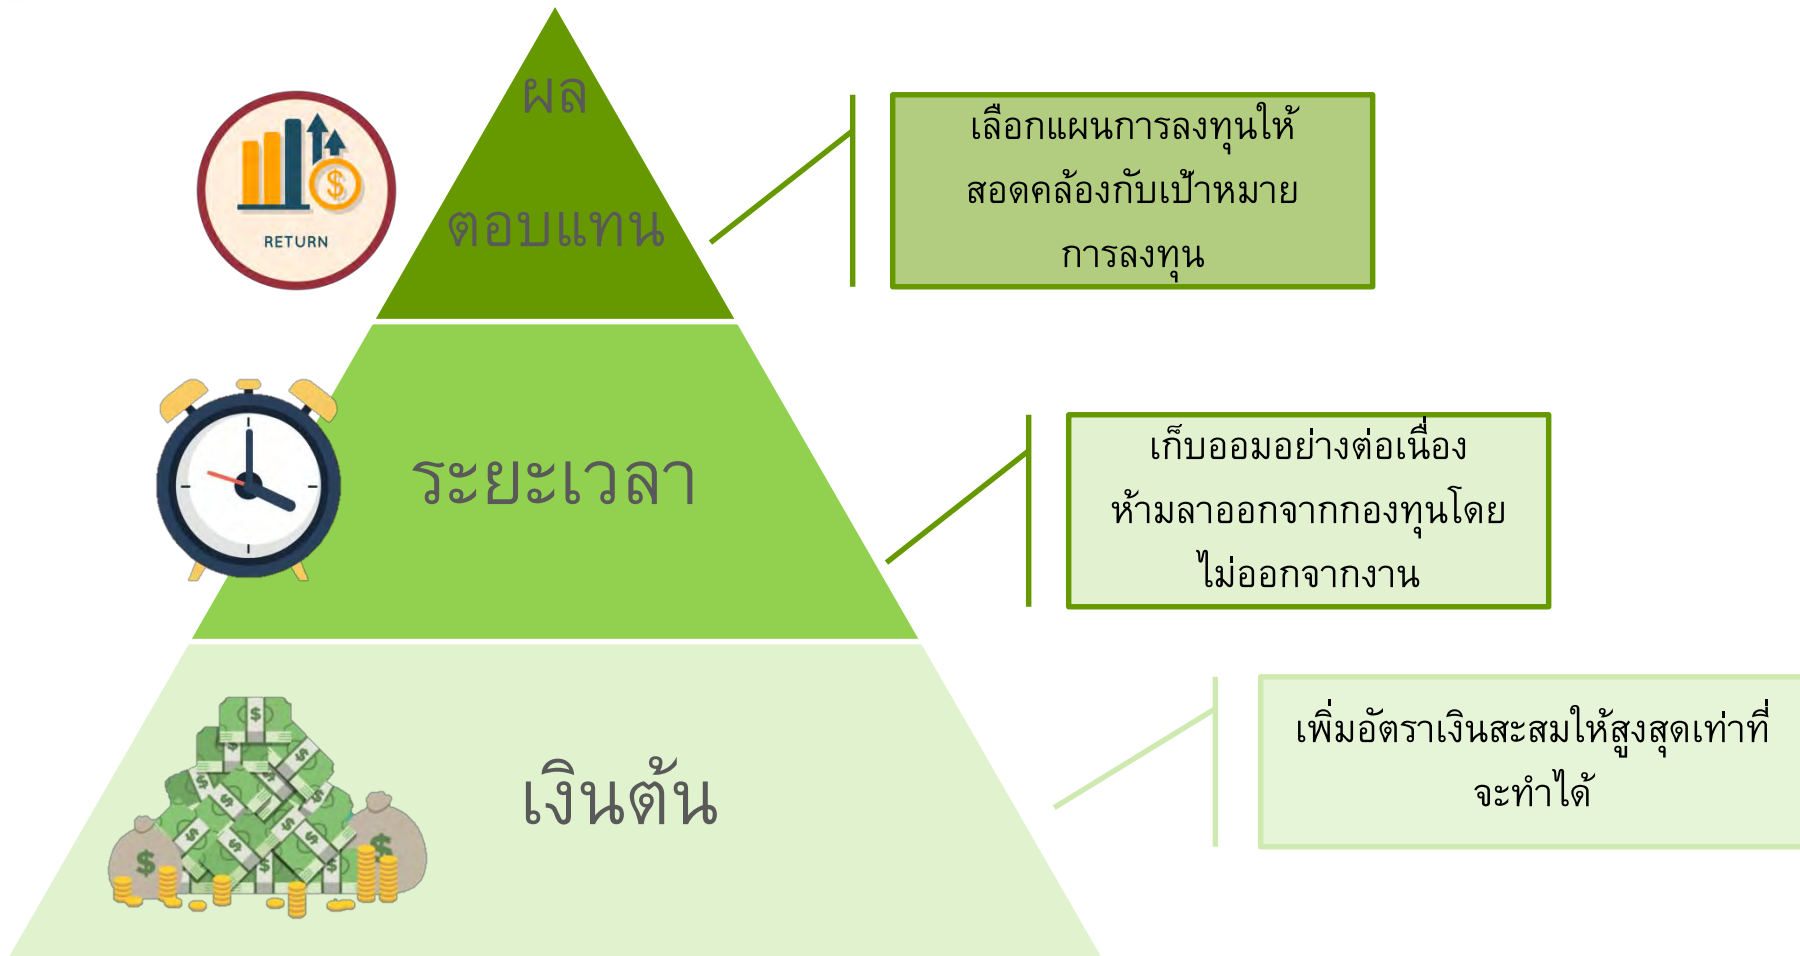 ผล
ตอบแทน
RETURN
$
เลือกแผนการลงทุนให้
สอดคล้องกับเป้าหมาย
การลงทุน
ระยะเวลา
เก็บออมอย่างต่อเนื่อง
ห้ามลาออกจากกองทุนโดย
ไม่ออกจากงาน
เงินต้น
เพิ่มอัตราเงินสะสมให้สูงสุดเท่าที่
จะทำได้